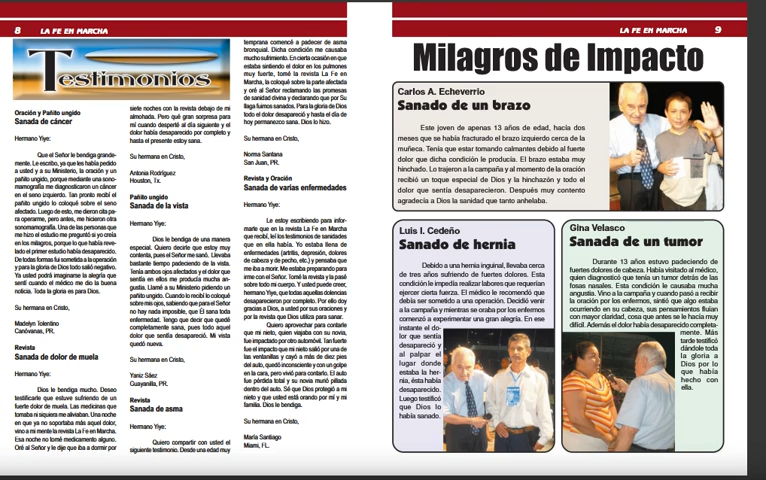 8 LA FE EN MARCHA
Testimonios
Oración y Pañito ungido
Sanada de cáncer
Hermano Yiye:
Que el Señor le bendiga grande-
mente. Le escribo, ya que les había pedido
a usted y a su Ministerio, la oración y un
pañito ungido, porque mediante una sono-
mamografía me diagnosticaron un cáncer
en el seno izquierdo. Tan pronto recibí el
pañito ungido lo coloqué sobre el seno
afectado. Luego de esto, me dieron cita pa-
ra operarme, pero antes, me hicieron otra
sonomamografía. Una de las personas que
me hizo el estudio me preguntó si yo creía
en los milagros, porque lo que había reve-
lado el primer estudio había desaparecido.
De todas formas fui sometida a la operación
y para la gloria de Dios todo salió negativo.
Ya usted podrá imaginarse la alegría que
sentí cuando el médico me dio la buena
noticia. Toda la gloria es para Dios.
Su hermana en Cristo,
Madelyn Tolentino
Canóvanas, PR.
Revista
Sanada de dolor de muela
Hermano Yiye:
Dios le bendiga mucho. Deseo
testificarle que estuve sufriendo de un
fuerte dolor de muela. Las medicinas que
tomaba ni siquiera me aliviaban. Una noche
en que ya no soportaba más aquel dolor,
vino a mi mente la revista La Fe en Marcha.
Esa noche no tomé medicamento alguno.
Oré al Señor y le dije que iba a dormir por
siete noches con la revista debajo de mi
almohada. Pero qué gran sorpresa para
mí cuando desperté al día siguiente y el
dolor había desaparecido por completo y
hasta el presente estoy sana.
Su hermana en Cristo,
Antonia Rodríguez
Houston, Tx.
Pañito ungido
Sanada de la vista
Hermano Yiye:
Dios le bendiga de una manera
especial. Quiero decirle que estoy muy
contenta, pues el Señor me sanó. Llevaba
bastante tiempo padeciendo de la vista.
Tenía ambos ojos afectados y el dolor que
sentía en ellos me producía mucha an-
gustia. Llamé a su Ministerio pidiendo un
pañito ungido. Cuando lo recibí lo coloqué
sobre mis ojos, sabiendo que para el Señor
no hay nada imposible, que Él sana toda
enfermedad. Tengo que decir que quedé
completamente sana, pues todo aquel
dolor que sentía desapareció. Mi vista
quedó nueva.
Su hermana en Cristo,
Yaniz Sáez
Guayanilla, PR.
Revista
Sanada de asma
Hermano Yiye:
Quiero compartir con usted el
siguiente testimonio. Desde una edad muy
temprana comencé a padecer de asma
bronquial. Dicha condición me causaba
mucho sufrimiento. En cierta ocasión en que
estaba sintiendo el dolor en los pulmones
muy fuerte, tomé la revista La Fe en
Marcha, la coloqué sobre la parte afectada
y oré al Señor reclamando las promesas
de sanidad divina y declarando que por Su
llaga fuimos sanados. Para la gloria de Dios
todo el dolor desapareció y hasta el día de
hoy permanezco sana. Dios lo hizo.
Su hermana en Cristo,
Norma Santana
San Juan, PR.
Revista y Oración
Sanada de varias enfermedades
Hermano Yiye:
Le estoy escribiendo para infor-
marle que en la revista La Fe en Marcha
que recibí, leí los testimonios de sanidades
que en ella había. Yo estaba llena de
enfermedades (artritis, depresión, dolores
de cabeza y de pecho, etc.) y pensaba que
me iba a morir. Me estaba preparando para
irme con el Señor. Tomé la revista y la pasé
sobre todo mi cuerpo. Y usted puede creer,
hermano Yiye, que todas aquellas dolencias
desaparecieron por completo. Por ello doy
gracias a Dios, a usted por sus oraciones y
por la revista que Dios utiliza para sanar.
Quiero aprovechar para contarle
que mi nieto, quien viajaba con su novia,
fue impactado por otro automóvil. Tan fuerte
fue el impacto que mi nieto salió por una de
las ventanillas y cayó a más de diez pies
del auto, quedó inconsciente y con un golpe
en la cara, pero vivió para contarlo. El auto
fue pérdida total y su novia murió pillada
dentro del auto. Sé que Dios protegió a mi
nieto y que usted está orando por mí y mi
familia. Dios le bendiga.
Su hermana en Cristo,
María Santiago
Miami, FL.
LA FE EN MARCHA 9
Milagros de Impacto
Carlos A. Echeverrio
Sanado de un brazo
Este joven de apenas 13 años de edad, hacía dos
meses que se había fracturado el brazo izquierdo cerca de la
muñeca. Tenía que estar tomando calmantes debido al fuerte
dolor que dicha condición le producía. El brazo estaba muy
hinchado. Lo trajeron a la campaña y al momento de la oración
recibió un toque especial de Dios y la hinchazón y todo el
dolor que sentía desaparecieron. Después muy contento
agradecía a Dios la sanidad que tanto anhelaba.
Luis I. Cedeño
Sanado de hernia
Debido a una hernia inguinal, llevaba cerca
de tres años sufriendo de fuertes dolores. Esta
condición le impedía realizar labores que requerían
ejercer cierta fuerza. El médico le recomendó que
debía ser sometido a una operación. Decidió venir
a la campaña y mientras se oraba por los enfermos
comenzó a experimentar una gran alegría. En ese
instante el do-
lor que sentía
desapareció y
al palpar el
lugar donde
estaba la her-
nia, ésta había
desaparecido.
Luego testificó
que Dios lo
había sanado.
Gina Velasco
Sanada de un tumor
Durante 13 años estuvo padeciendo de
fuertes dolores de cabeza. Había visitado al médico,
quien diagnosticó que tenía un tumor detrás de las
fosas nasales. Esta condición le causaba mucha
angustia. Vino a la campaña y cuando pasé a recibir
la oración por los enfermos, sintió que algo estaba
ocurriendo en su cabeza, sus pensamientos fluían
con mayor claridad, cosa que antes se le hacía muy
difícil. Además el dolor había desaparecido completa-
mente. Más
tarde testificó
dándole toda
la gloria a
Dios por lo
que había
hecho con
ella.